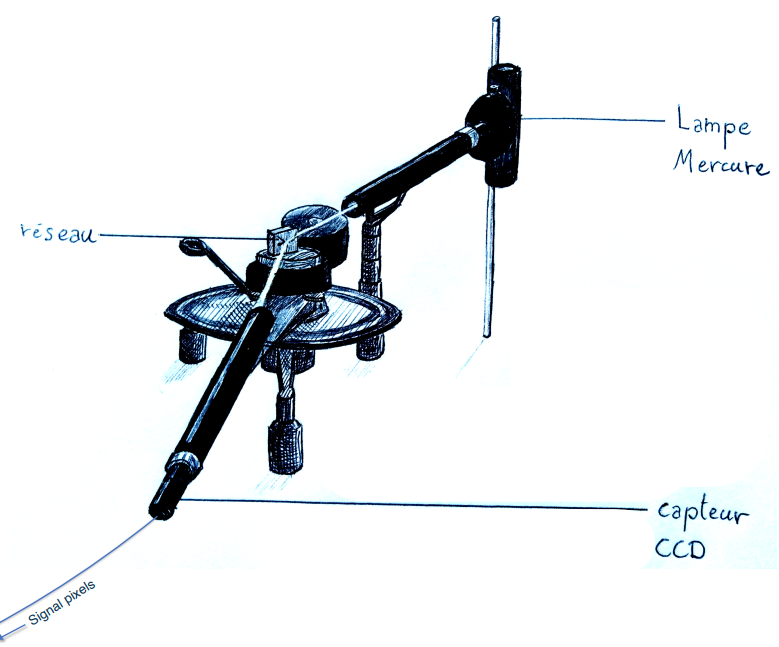 Lampe
Mercure
réseau
capteur
CCD
Signal pixels